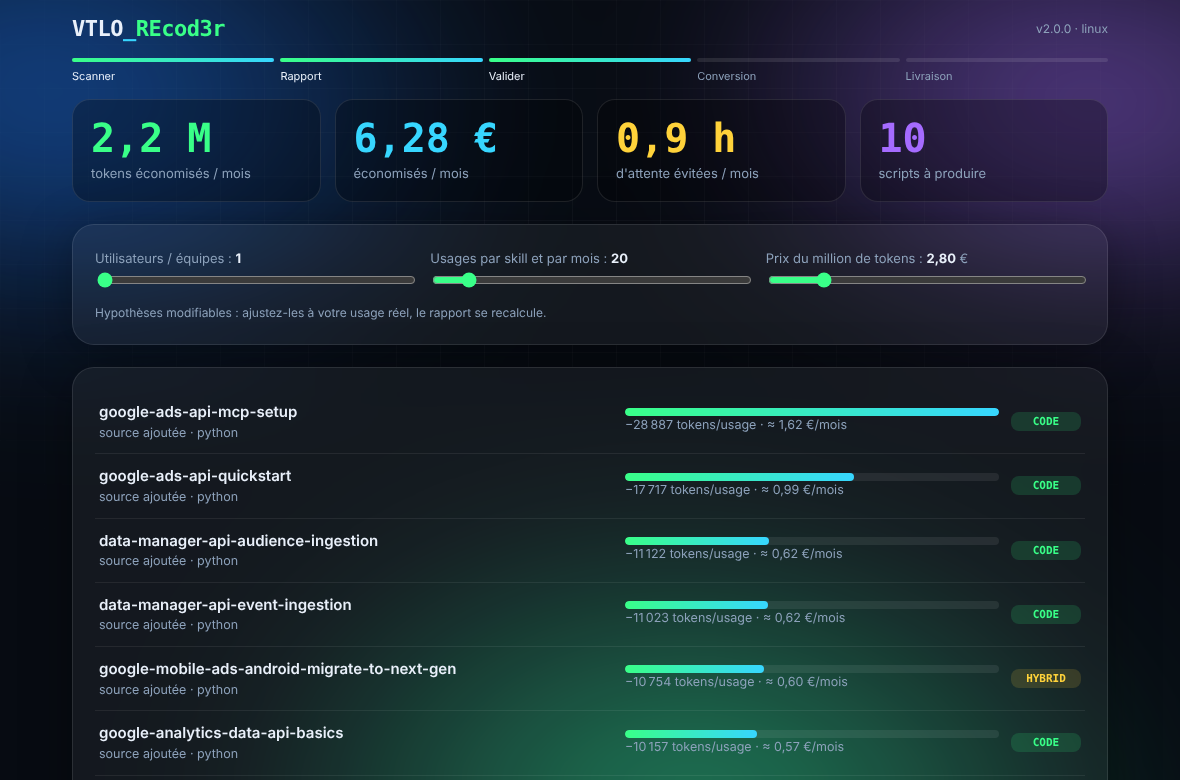 VTLO_REcod3r
v2.0.0 · linux
Scanner
Rapport
Valider
Conversion
Livraison
2,2 M
tokens économisés / mois
6,28 €
économisés / mois
0,9 h
d'attente évitées / mois
10
scripts à produire
Utilisateurs / équipes : 1
Usages par skill et par mois : 20
Prix du million de tokens : 2,80 €
Hypothèses modifiables : ajustez-les à votre usage réel, le rapport se recalcule.
google-ads-api-mcp-setup
source ajoutée · python
−28 887 tokens/usage · ≈ 1,62 €/mois
CODE
google-ads-api-quickstart
source ajoutée · python
−17 717 tokens/usage · ≈ 0,99 €/mois
CODE
data-manager-api-audience-ingestion
source ajoutée · python
−11 122 tokens/usage · ≈ 0,62 €/mois
CODE
data-manager-api-event-ingestion
source ajoutée · python
−11 023 tokens/usage · ≈ 0,62 €/mois
CODE
google-mobile-ads-android-migrate-to-next-gen
source ajoutée · python
−10 754 tokens/usage · ≈ 0,60 €/mois
HYBRID
google-analytics-data-api-basics
source ajoutée · python
−10 157 tokens/usage · ≈ 0,57 €/mois
CODE